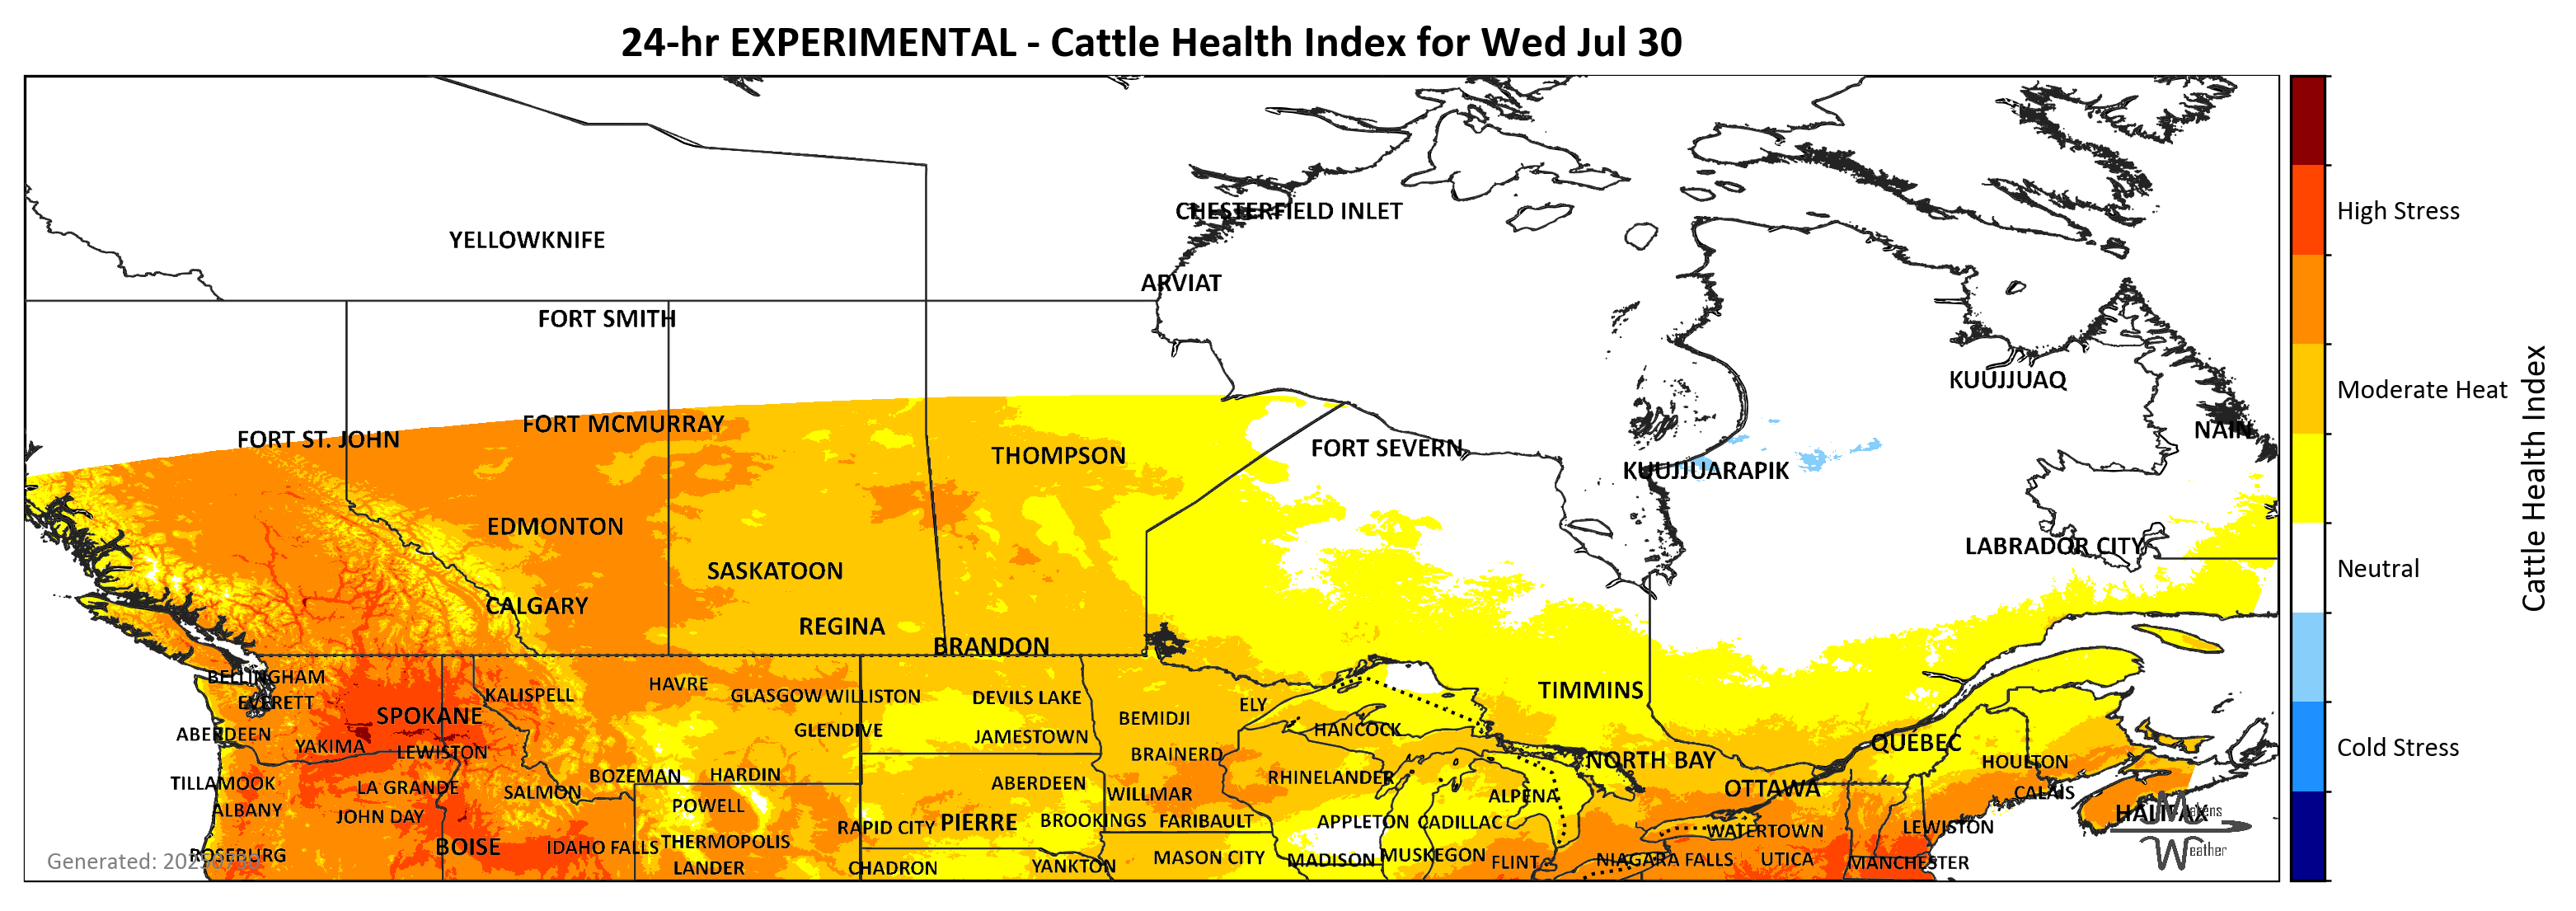 24-hr EXPERIMENTAL - Cattle Health Index for Wed Jul 30
CHESTERFIELD INLET
High Stress
YELLOWKNIFE
ARVIAT
FORT SMITH
KUUJJUAQ
Moderate Heat
FORT MCMURRAY
FORT ST. JOHN
NAIN
THOMPSON
FORT SEVERN
KUUJJUARAPIK
Cattle Health Index
EDMONTON
LABRADOR CITY
SASKATOON
Neutral
CALGARY
REGINA
BRANDON
BELLINGHAM
HAVRE
KALISPELL
GLASGOW WILLISTON
DEVILS LAKE
TIMMINS
EVERETT
ELY
SPOKANE
BEMIDJI
GLENDIVE
HANCOCK
ABERDEEN
JAMESTOWN
QUEBEC
YAKIMA
LEWISTON
BRAINERD
NORTH BAY
HOULTON
Cold Stress
BOZEMAN
HARDIN
RHINELANDER
TILLAMOOK
LA GRANDE
SALMON
ABERDEEN
WILLMAR
ALPENA
OTTAWA
CALAIS
POWELL
ALBANY
JOHN DAY
RAPID CITY
PIERRE
BROOKINGS
FARIBAULT
APPLETON
CADILLAC
WATERTOWN
LEWISTON
HALIFAX
Makens
Weather
BOISE
IDAHO FALLS
THERMOPOLIS
ROSEBURG
Generated:
MASON CITY
MADISON
MUSKEGON
FLINT
NIAGARA FALLS
UTICA
MANCHESTER
LANDER
CHADRON
YANKTON